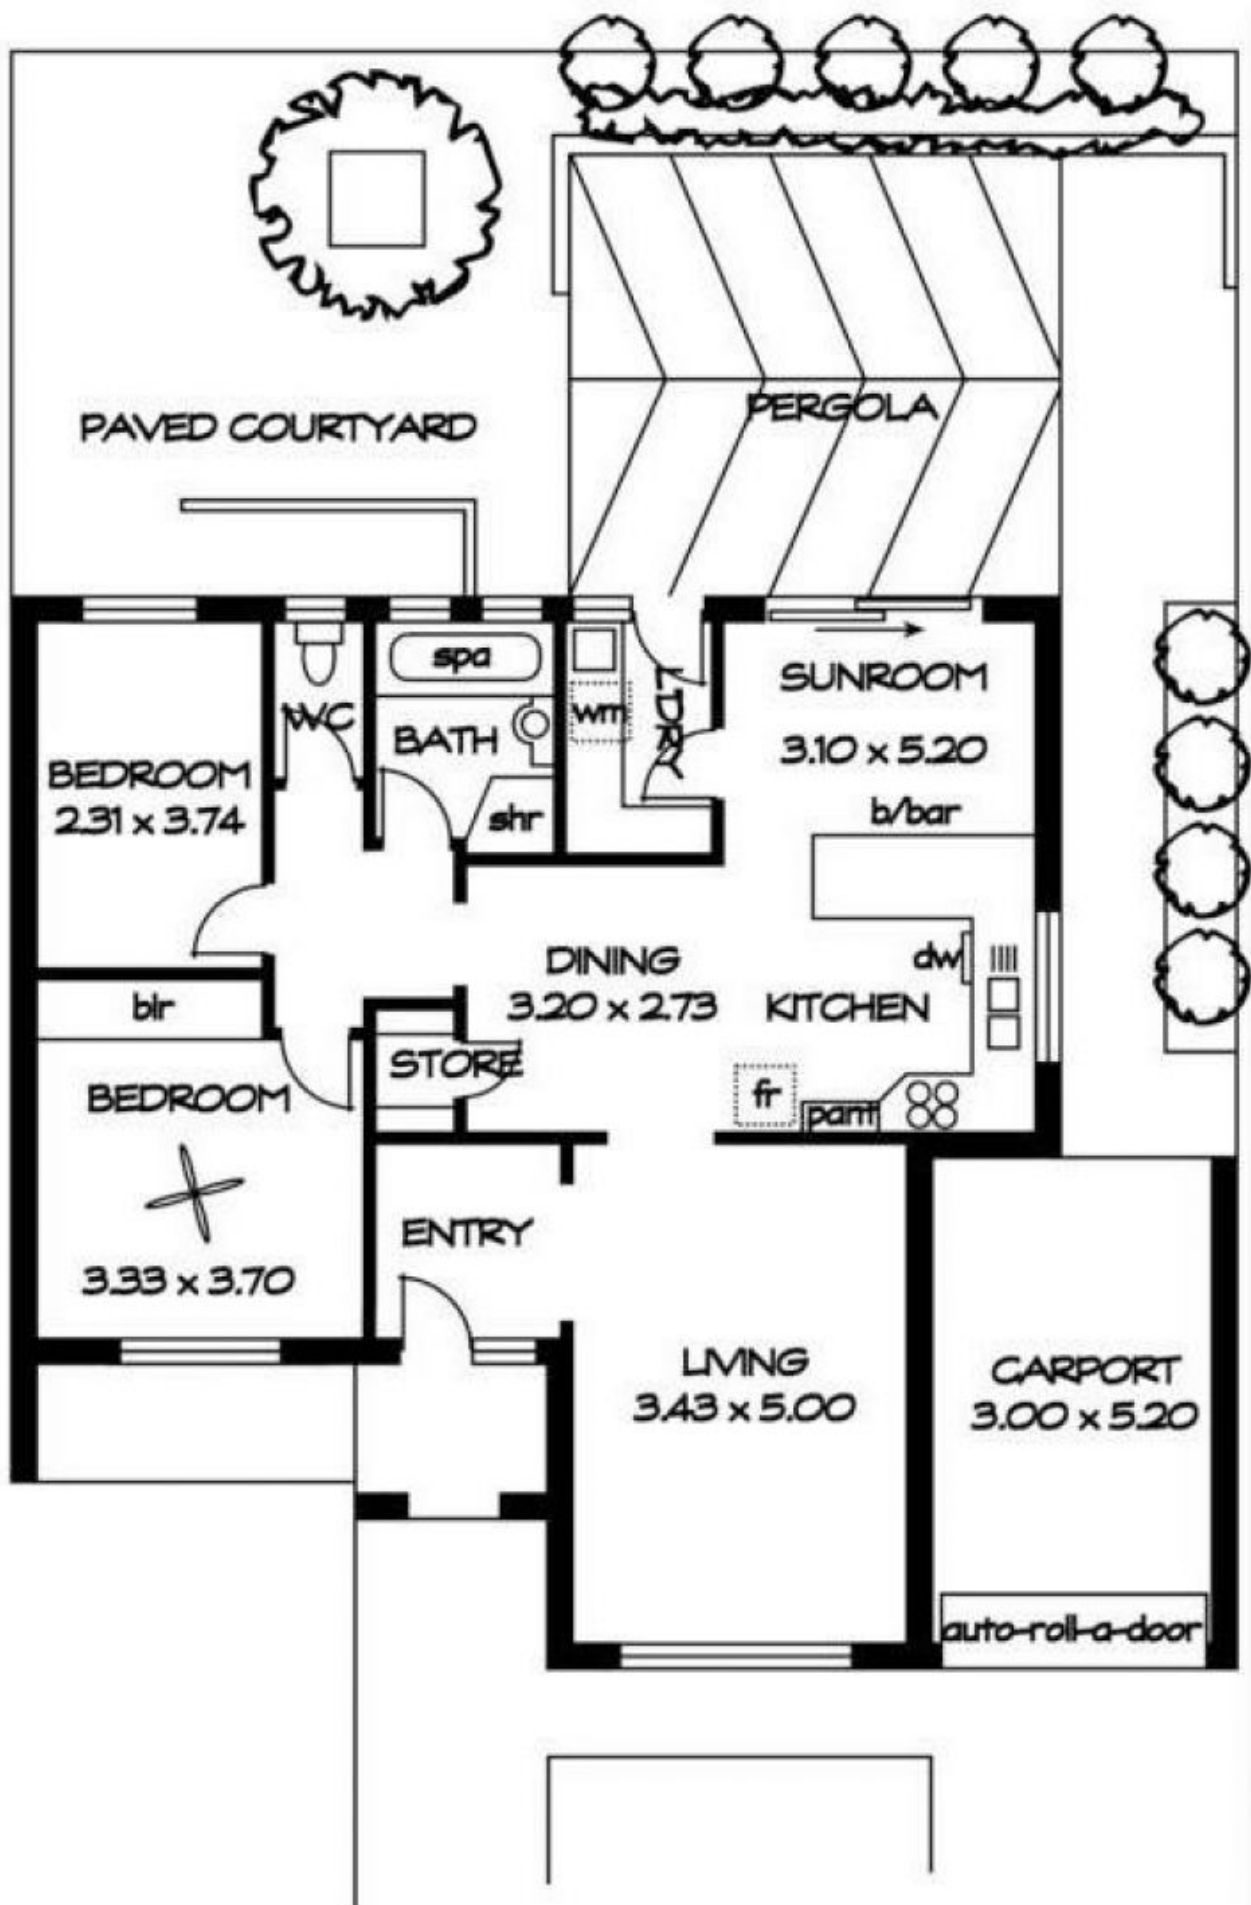 PAVED COURTYARD
PERGOLA
spa
WC
BATH
wm
LDRY
SUNROOM
3.10 x 5.20
BEDROOM
2.31 x 3.74
shr
b/bar
DINING
3.20 x 2.73
dw
KITCHEN
blr
STORE
BEDROOM
fr
pant
ENTRY
3.33 x 3.70
LIVING
3.43 x 5.00
CARPORT
3.00 x 5.20
auto-roll-a-door